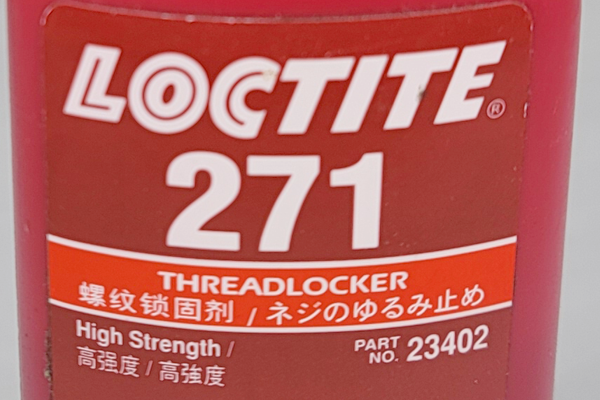 LOCTITE®
271
THREADLOCKER
螺纹锁固剂 / ネジのゆるみ止め
High Strength /
高强度 / 高強度
PART
NO. 23402